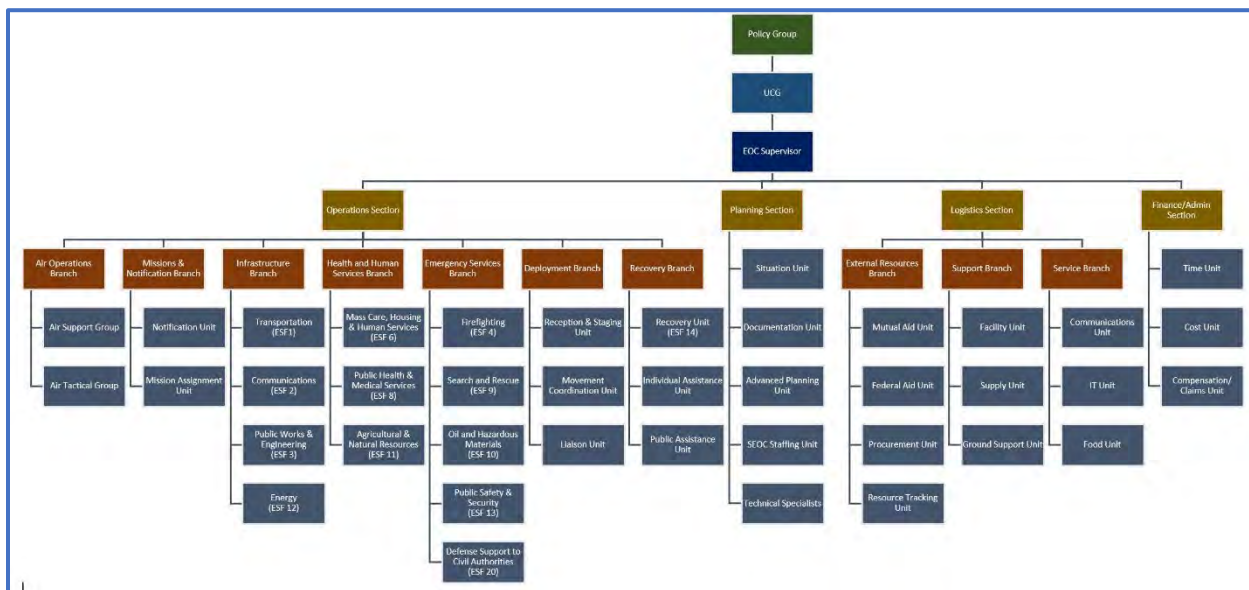 Policy Group
UCG
EOC Supervisor
Operations Section
Planning Section
Logistics Section
Finance/Admin
Section
Air Operations
Branch
Missions &
Notification Branch
Infrastructure
Branch
Health and Human
Services Branch
Emergency Services
Branch
Deployment Branch
Recovery Branch
External Resources
Branch
Support Branch
Service Branch
Air Support Group
Air Tactical Group
Notification Unit
Mission Assignment
Unit
Transportation
(ESF1)
Communications
(ESF 2)
Public Works &
Engineering
(ESF 3)
Energy
(ESF 12)
Mass Care, Housing
& Human Services
(ESF 6)
Public Health &
Medical Services
(ESF 8)
Agricultural &
Natural Resources
(ESF 11)
Firefighting
(ESF 4)
Search and Rescue
(ESF 9)
Oil and Hazardous
Materials
(ESF 10)
Public Safety &
Security
(ESF 13)
Defense Support to
Civil Authorities
(ESF 20)
Reception & Staging
Unit
Movement
Coordination Unit
Liaison Unit
Recovery Unit
(ESF 14)
Individual Assistance
Unit
Public Assistance
Unit
Situation Unit
Documentation Unit
Advanced Planning
Unit
SEOC Staffing Unit
Technical Specialists
Mutual Aid Unit
Federal Aid Unit
Procurement Unit
Resource Tracking
Unit
Facility Unit
Supply Unit
Ground Support Unit
Communications
Unit
IT Unit
Food Unit
Time Unit
Cost Unit
Compensation/
Claims Unit